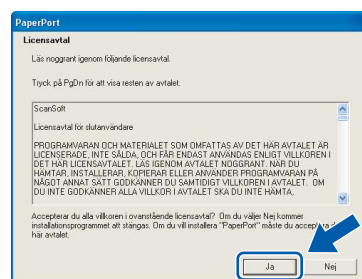 PaperPort
Licensavtal
Läs noggrant igenom följande licensavtal.
Tryck på PgDn för att visa resten av avtalet.
ScanSoft
Licensavtal för slutanvändare
PROGRAMVARAN OCH MATERIALET SOM OMFATTAS AV DET HÄR AVTALET ÄR
LICENSERADE, INTE SÅLDA, OCH FÅR ENDAST ANVÄNDAS ENLIGT VILLKOREN I
DET HÄR LICENSAVTALET. LÄS IGENOM AVTALET NOGGRANT. NÄR DU
HÄMTAR, INSTALLERAR, KOPIERAR ELLER ANVÄNDER PROGRAMVARAN PÅ
NÅGOT ANNAT SÄTT GODKÄNNER DU SAMTIDIGT VILLKOREN I AVTALET. OM
DU INTE GODKÄNNER ALLA VILLKOR I AVTALET SKA DU INTE HÄMTA,
Accepterar du alla villkoren i ovanstående licensavtal? Om du väljer Nej kommer
installationsprogrammet att stängas. Om du vill installera "PaperPort" måste du acceptera
här avtalet.
Ja
Nej